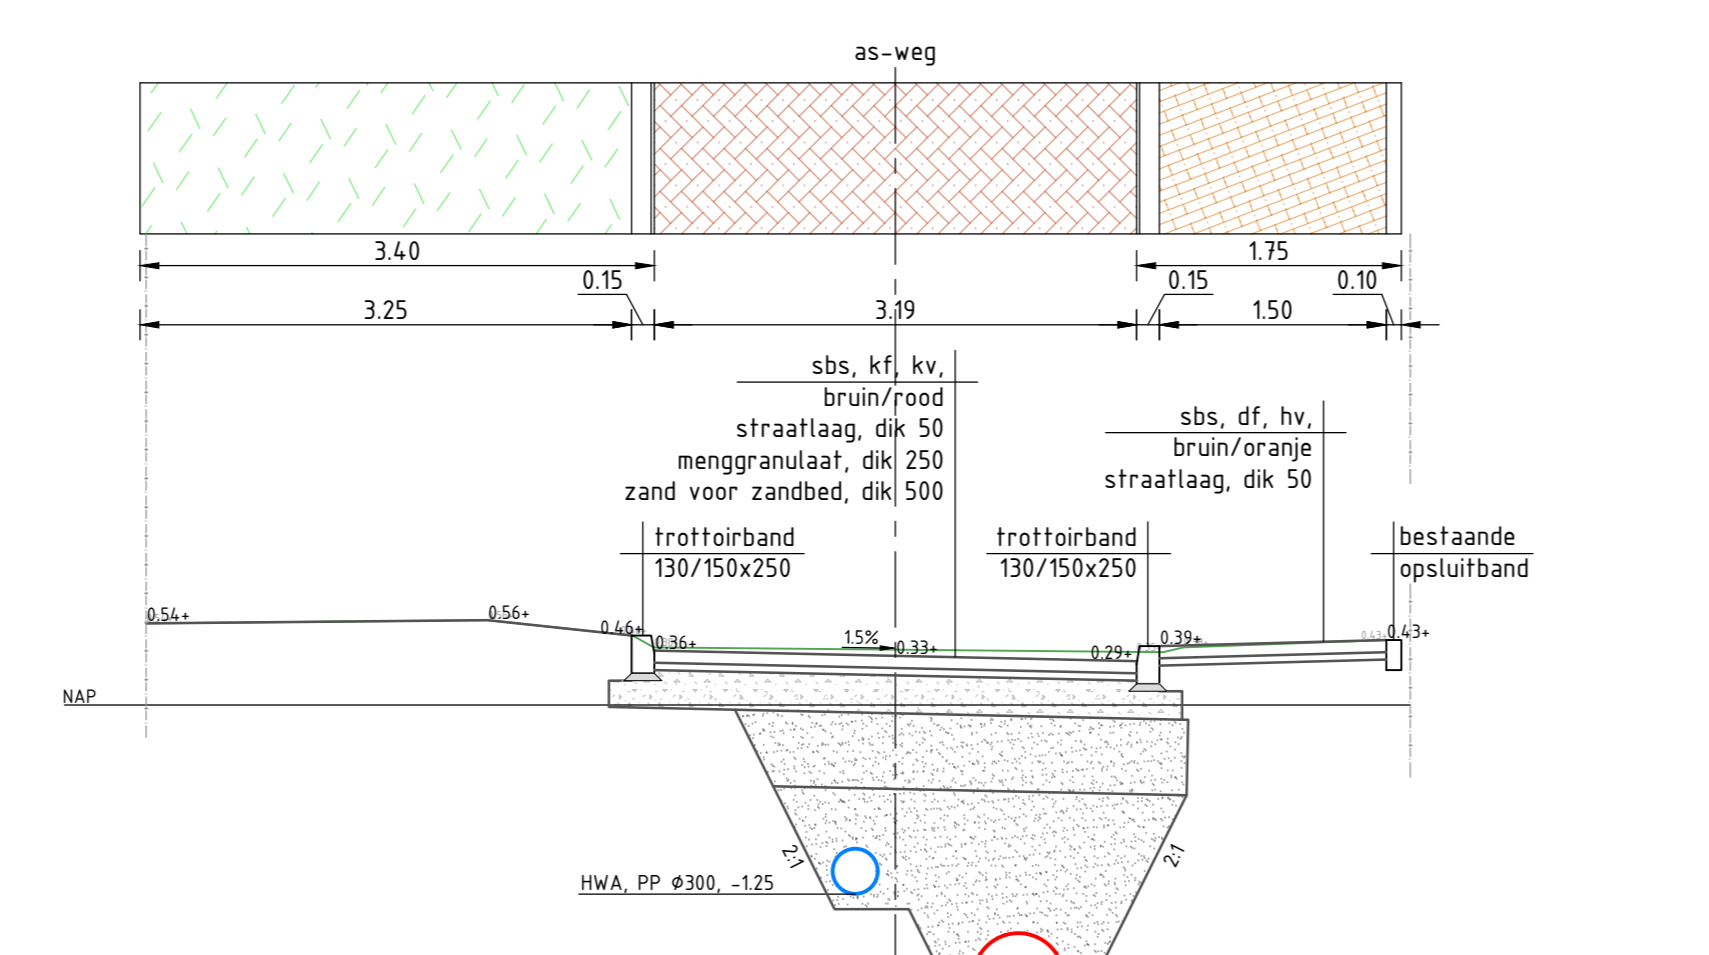 as-weg
3.40
1.75
0.15
0.15
0.10
3.25
3.19
1.50
sbs, kf, kv,
bruin/rood
straatlaag, dik 50
menggranulaat, dik 250
zand voor zandbed, dik 500
sbs, df, hv,
bruin/oranje
straatlaag, dik 50
trottoirband
130/150x250
trottoirband
130/150x250
bestaande
opsluitband
0.54+
0.56+
0.46+
0.36+
1.5%
0.33+
0.29+
0.39+
0.43+
0.43+
NAP
2:1
2:1
HWA, PP Ø300, -1.25